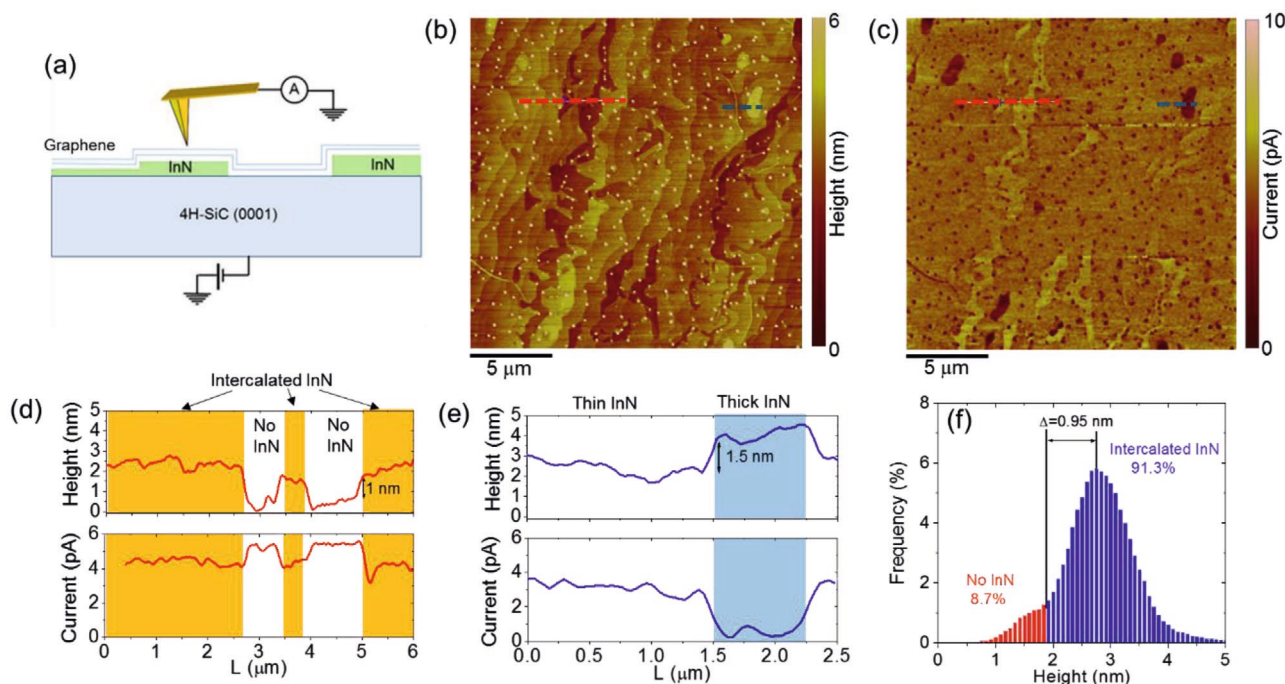 (a)
A
Graphene
InN
InN
4H-SiC (0001)
(b)
5 μm
6
Height (nm)
0
(c)
5 μm
10
Current (pA)
0
(d)
Intercalated InN
No
InN
No
InN
1 nm
Height (nm)
5
4
3
2
1
0
Current (pA)
6
4
2
0
0 1 2 3 4 5 6
L (μm)
(e)
Thin InN
Thick InN
1.5 nm
Height (nm)
5
4
3
2
1
0
Current (pA)
6
4
2
0
0.0 0.5 1.0 1.5 2.0 2.5
L (μm)
(f)
Δ=0.95 nm
Intercalated InN
91.3%
No InN
8.7%
Frequency (%)
8
6
4
2
0
0 1 2 3 4 5
Height (nm)